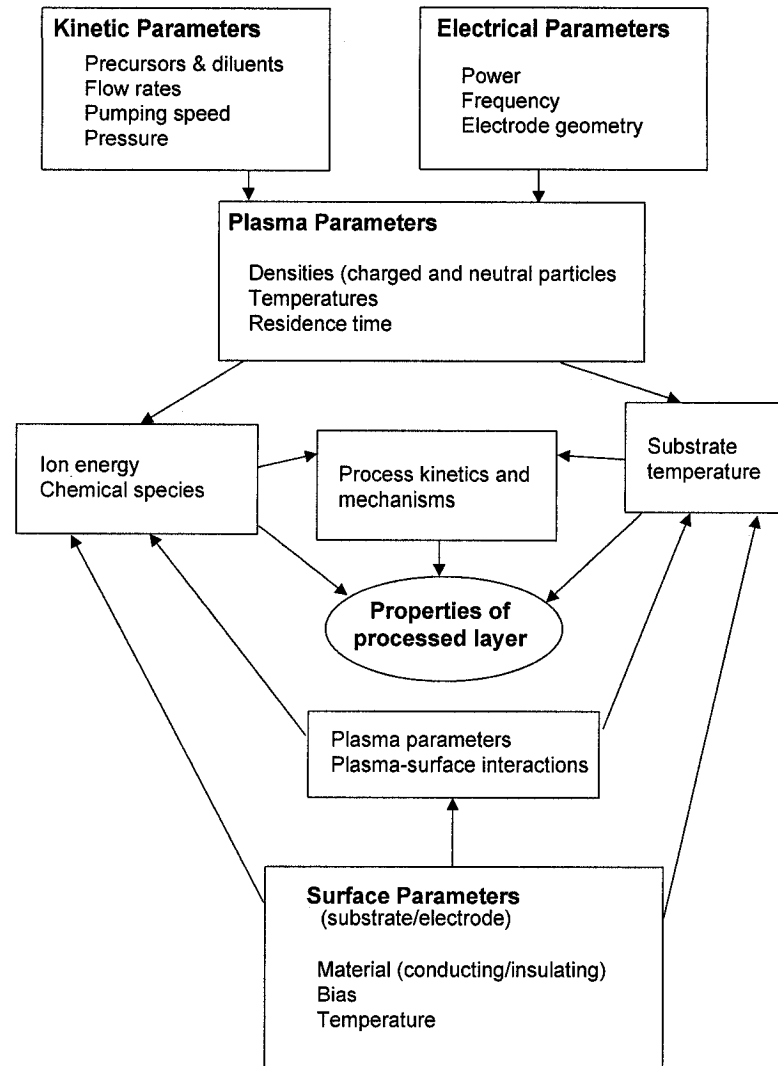 Kinetic Parameters
Precursors & diluents
Flow rates
Pumping speed
Pressure
Electrical Parameters
Power
Frequency
Electrode geometry
Plasma Parameters
Densities (charged and neutral particles
Temperatures
Residence time
Ion energy
Chemical species
Process kinetics and
mechanisms
Substrate
temperature
Properties of
processed layer
Plasma parameters
Plasma-surface interactions
Surface Parameters
(substrate/electrode)
Material (conducting/insulating)
Bias
Temperature